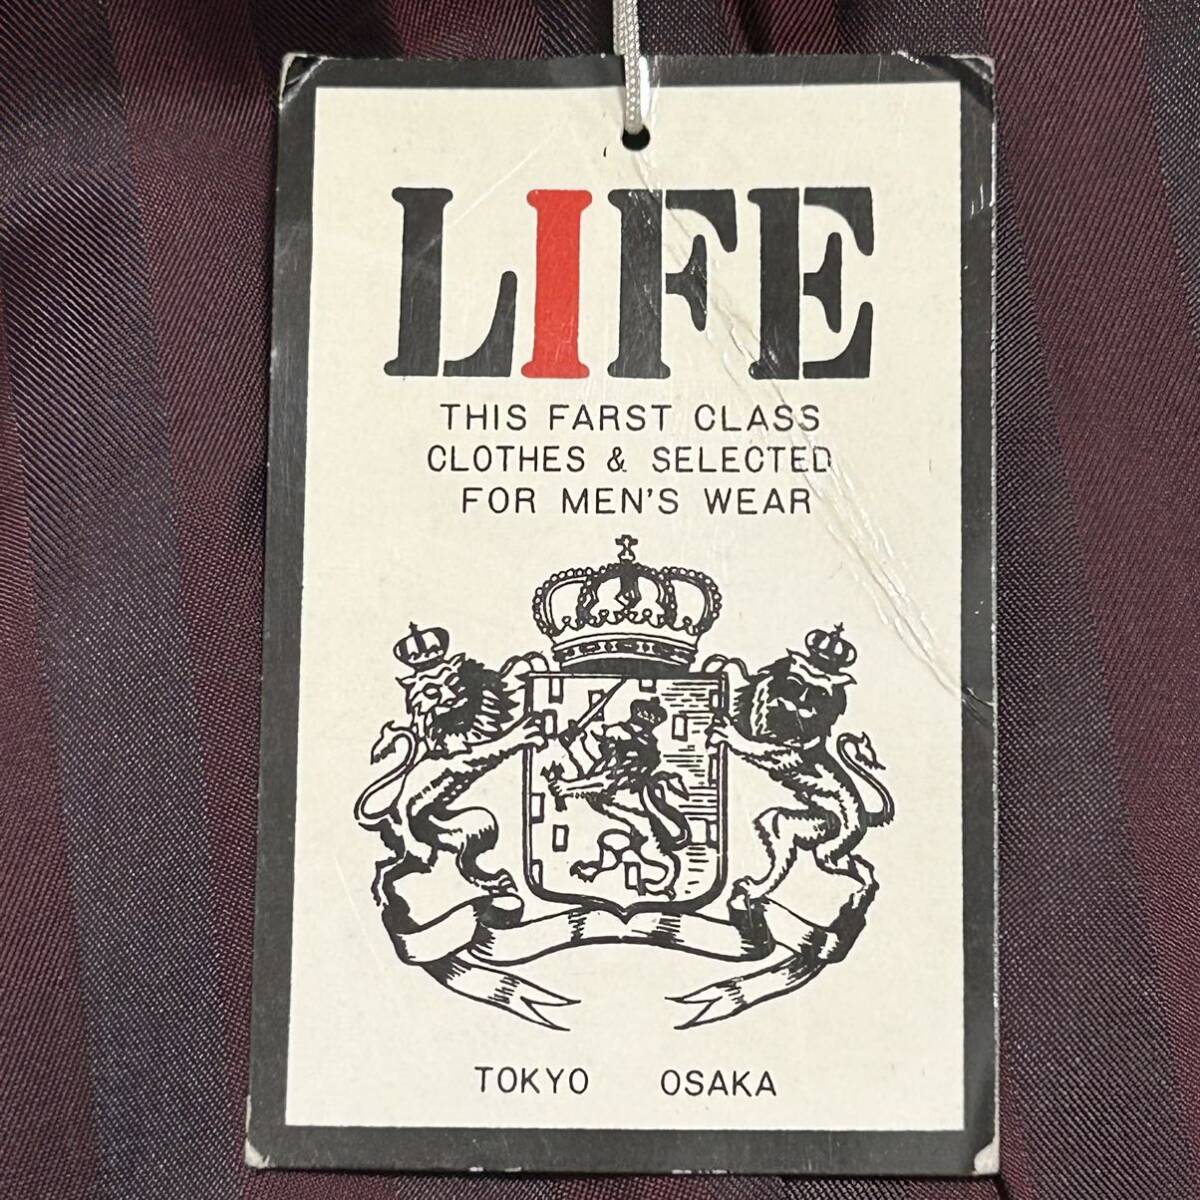 LIFE
THIS FARST CLASS
CLOTHES & SELECTED
FOR MEN'S WEAR
TOKYO OSAKA